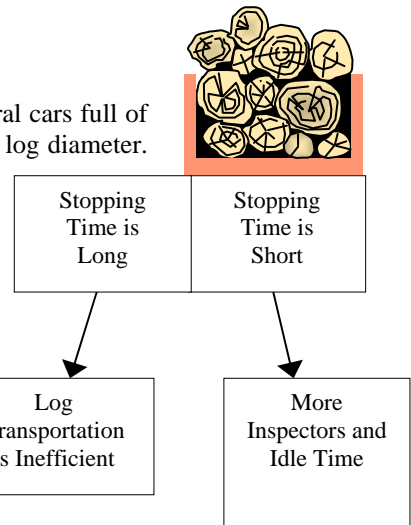 ral cars full of
log diameter.
Stopping
Time is
Long
Stopping
Time is
Short
Log
ransportation
s Inefficient
More
Inspectors and
Idle Time